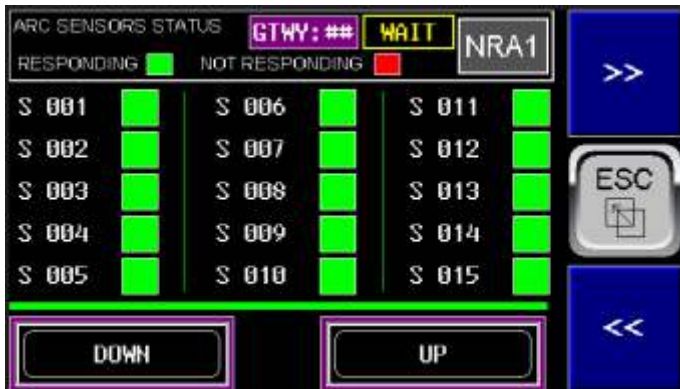 ARC SENSORS STATUS GTWY:## WAIT NRA1
RESPONDING NOT RESPONDING
>>
S 001 S 006 S 011
S 002 S 007 S 012
S 003 S 008 S 013
ESC
S 004 S 009 S 014
S 005 S 010 S 015
<<
DOWN UP